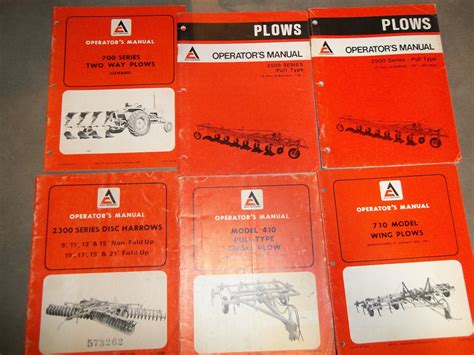 OPERATOR'S MANUAL
700 SERIES
TWO WAY PLOWS
PLOWS
OPERATOR'S MANUAL
2500 SERIES
Pull Type
PLOWS
OPERATOR'S MANUAL
2500 Series - Pull Type
OPERATOR'S MANUAL
2300 SERIES DISC HARROWS
9', 11', 13' & 15' Non-Fold Up
15', 17', 19' & 21' Fold Up
573262
OPERATOR'S MANUAL
MODEL 410
PULL-TYPE
OPERATOR'S MANUAL
710 MODEL
WING PLOWS